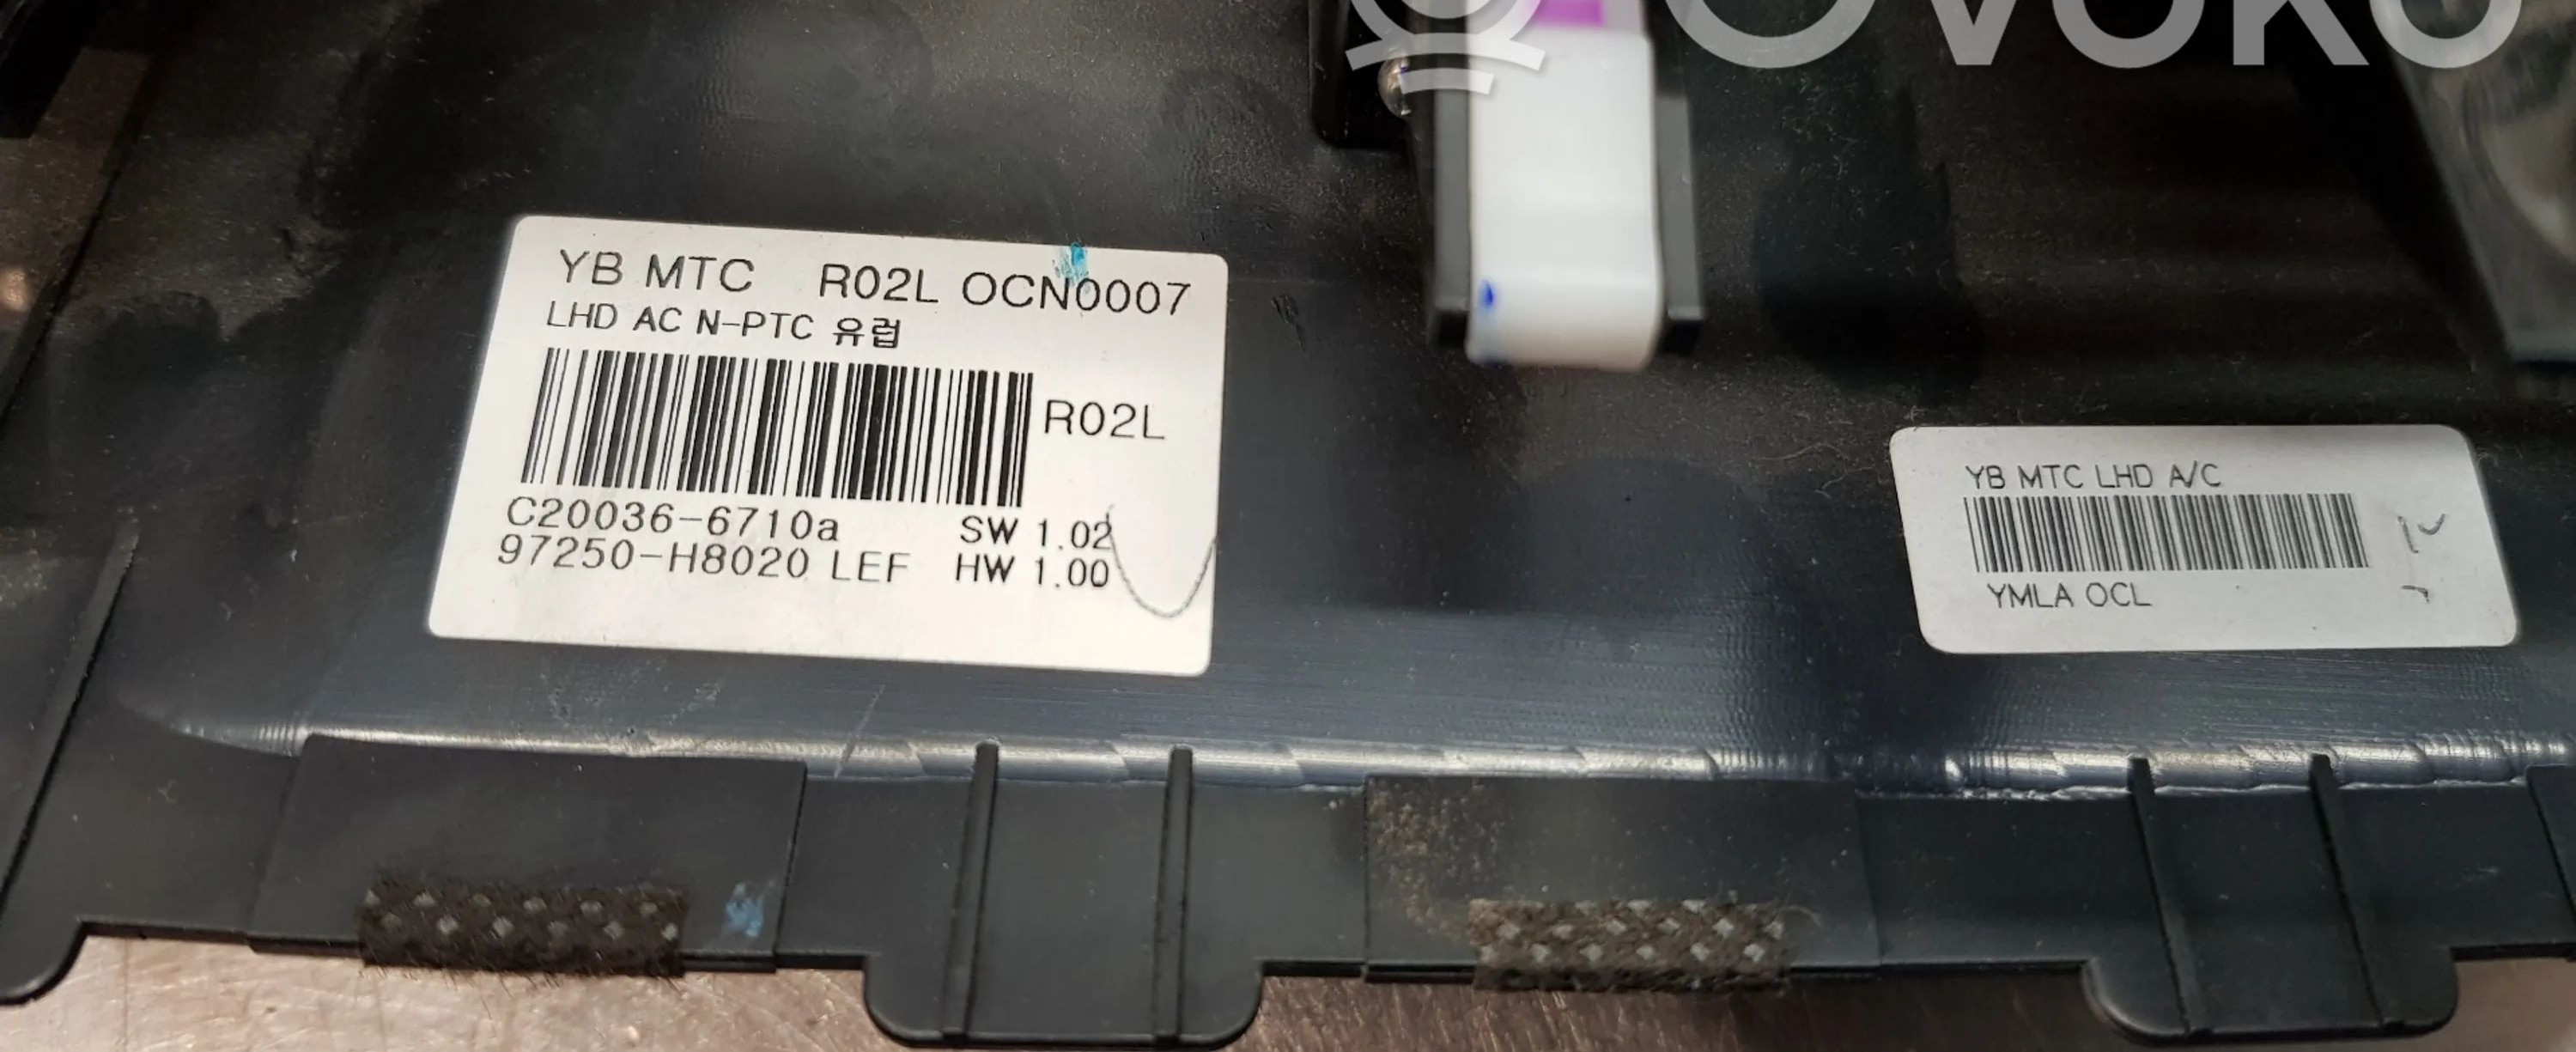 OVOKO
YB MTC R02L OCN0007
LHD AC N-PTC 유럽
R02L
C20036-6710a SW 1.02
97250-H8020 LEF HW 1.00
YB MTC LHD A/C
YMLA OCL